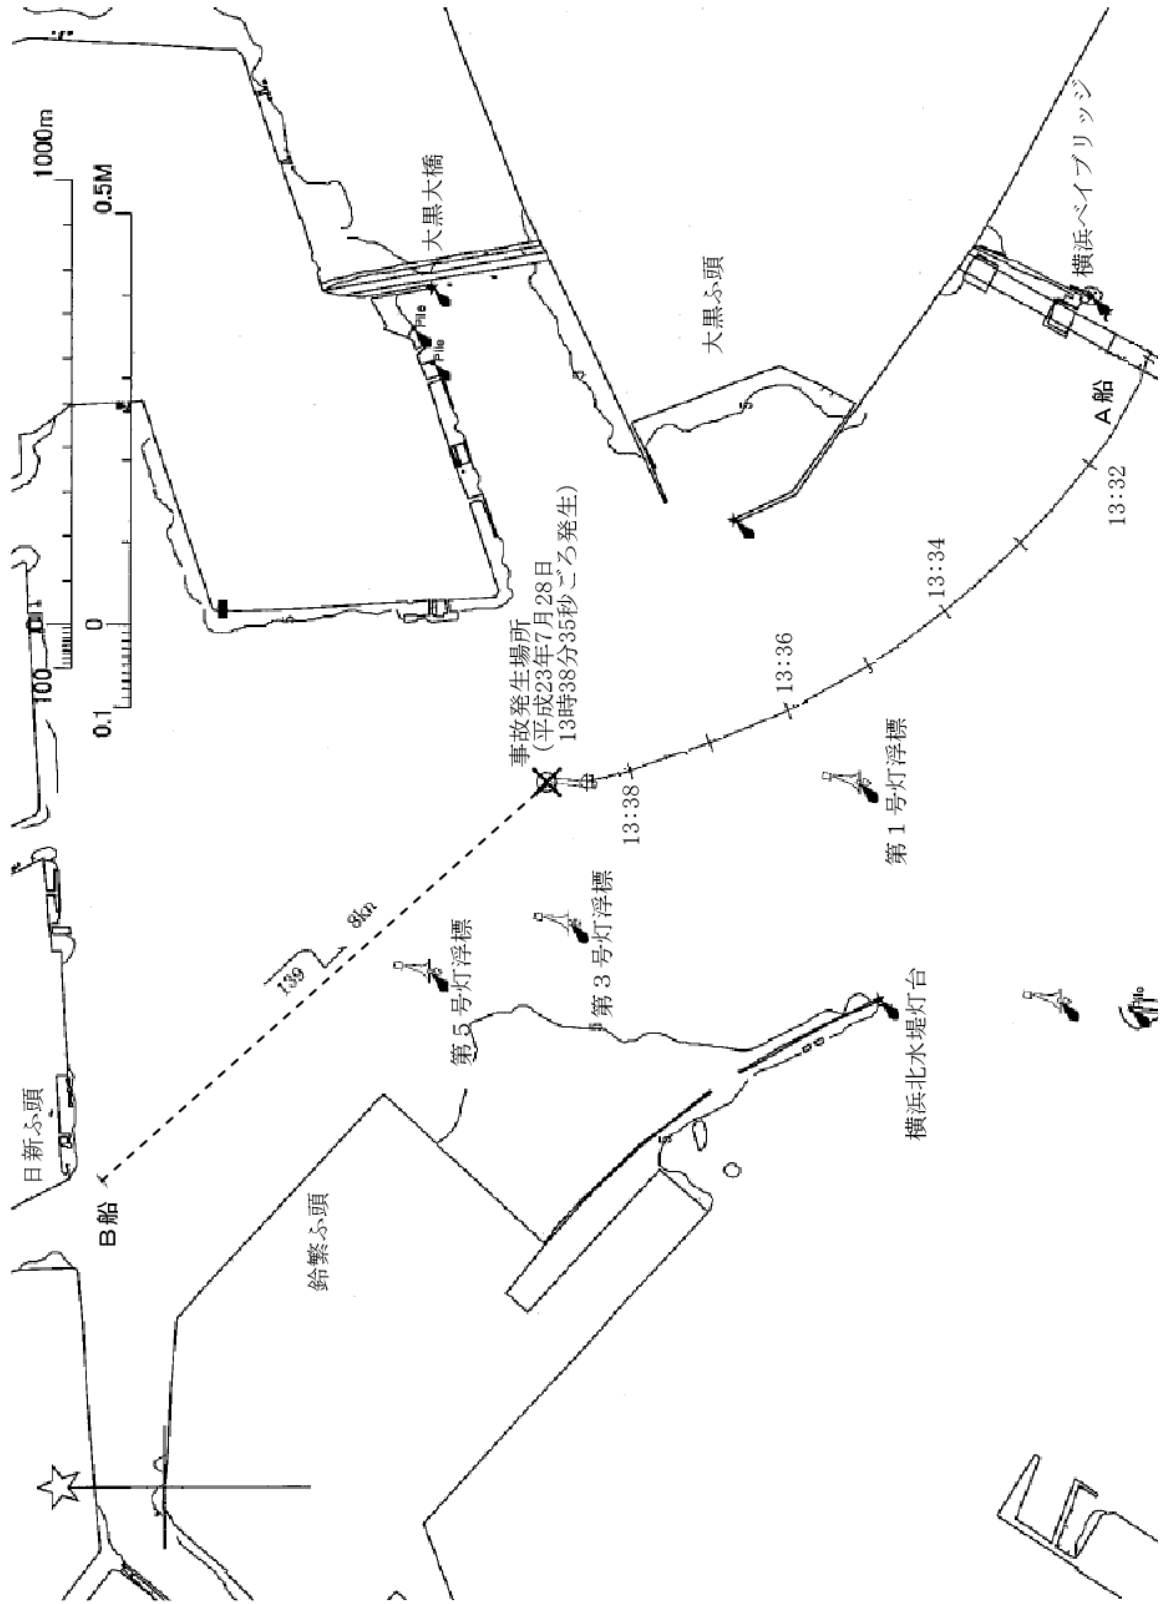 1000m
100
0.5M
0
0.1
大黒大橋
大黒ふ頭
横浜ベイブリッジ
A船
13:32
13:34
13:36
13:38
事故発生場所
(平成23年7月28日
13時38分35秒ごろ発生)
Pile
Pile
5
5
5
5
第1号灯浮標
第3号灯浮標
第5号灯浮標
139
8kn
日新ふ頭
B船
鈴繁ふ頭
横浜北水堤灯台
Pile